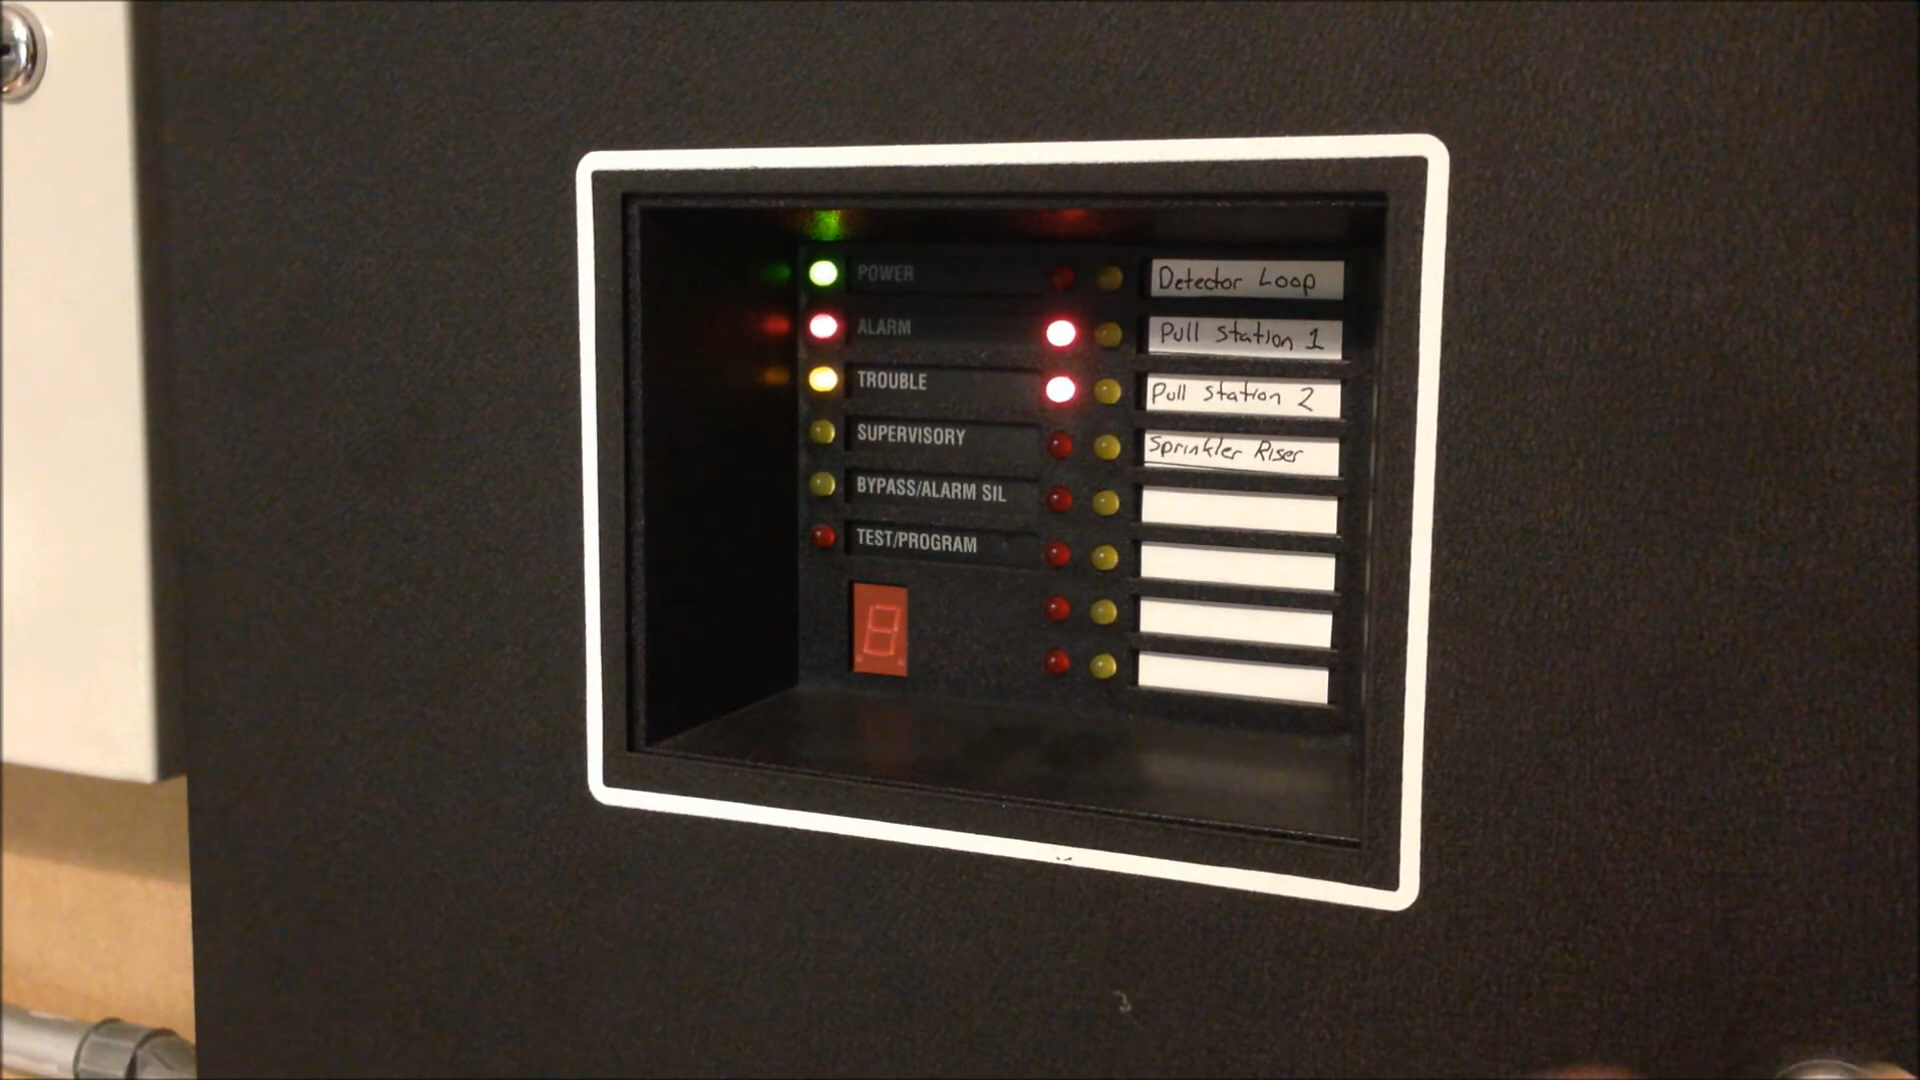 POWER
ALARM
TROUBLE
SUPERVISORY
BYPASS/ALARM SIL
TEST/PROGRAM
8
Detector Loop
Pull Station 1
Pull Station 2
Sprinkler Riser